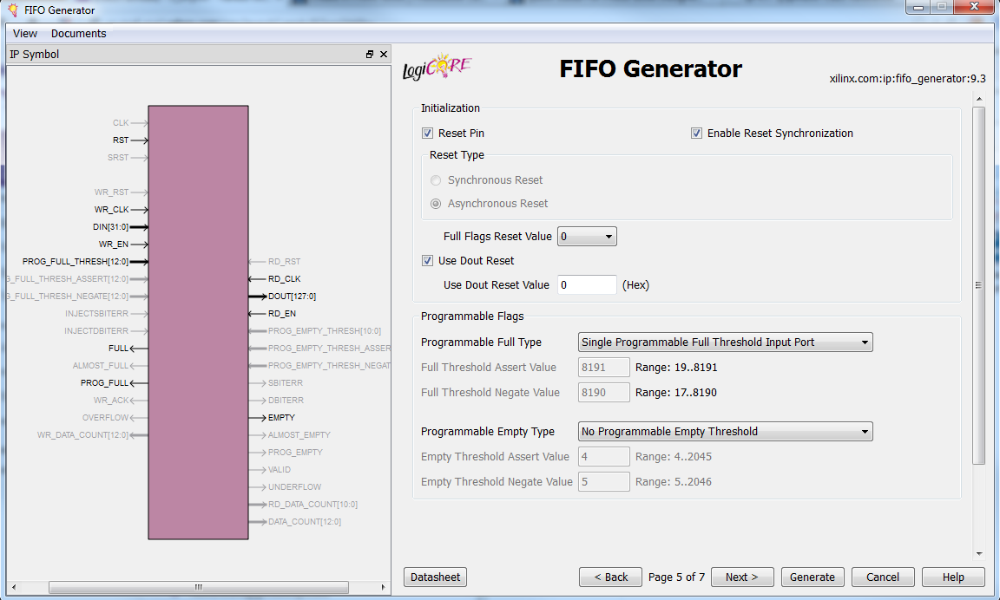 FIFO Generator
View Documents
IP Symbol
CLK
RST
SRST
WR_RST
WR_CLK
DIN[31:0]
WR_EN
PROG_FULL_THRESH[12:0]
G_FULL_THRESH_ASSERT[12:0]
G_FULL_THRESH_NEGATE[12:0]
INJECTSBITERR
INJECTDBITERR
FULL
ALMOST_FULL
PROG_FULL
WR_ACK
OVERFLOW
WR_DATA_COUNT[12:0]
RD_RST
RD_CLK
DOUT[127:0]
RD_EN
PROG_EMPTY_THRESH[10:0]
PROG_EMPTY_THRESH_ASSER
PROG_EMPTY_THRESH_NEGAT
SBITERR
DBITERR
EMPTY
ALMOST_EMPTY
PROG_EMPTY
VALID
UNDERFLOW
RD_DATA_COUNT[10:0]
DATA_COUNT[12:0]
LogiCORE
FIFO Generator
xilinx.com:ip:fifo_generator:9.3
Initialization
Reset Pin Enable Reset Synchronization
Reset Type
Synchronous Reset
Asynchronous Reset
Full Flags Reset Value 0
Use Dout Reset
Use Dout Reset Value 0 (Hex)
Programmable Flags
Programmable Full Type Single Programmable Full Threshold Input Port
Full Threshold Assert Value 8191 Range: 19..8191
Full Threshold Negate Value 8190 Range: 17..8190
Programmable Empty Type No Programmable Empty Threshold
Empty Threshold Assert Value 4 Range: 4..2045
Empty Threshold Negate Value 5 Range: 5..2046
Datasheet < Back Page 5 of 7 Next > Generate Cancel Help